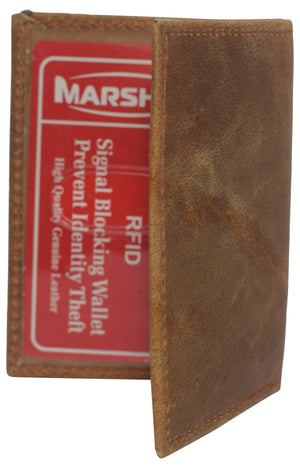 MARSH
RFID
Signal Blocking Wallet
Prevent Identity Theft
High Quality Genuine Leather